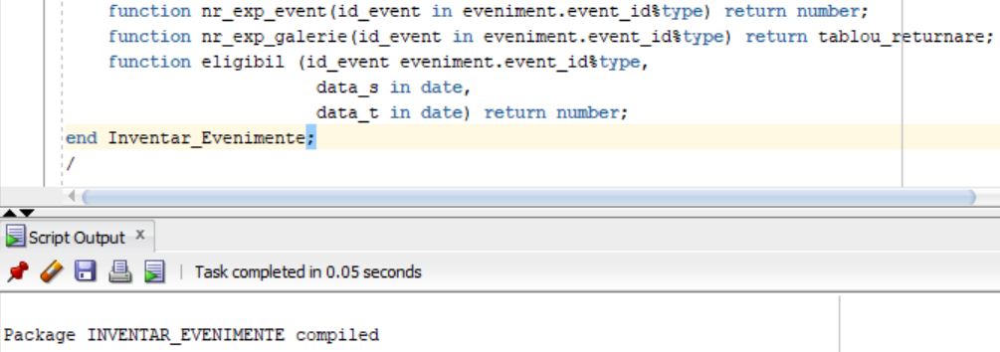 function nr_exp_event(id_event in eveniment.event_id%type) return number;
function nr_exp_galerie(id_event in eveniment.event_id%type) return tablou_returnare;
function eligibil (id_event eveniment.event_id%type,
data_s in date,
data_t in date) return number;
end Inventar_Evenimente;
/
Script Output x
Task completed in 0.05 seconds
Package INVENTAR_EVENIMENTE compiled